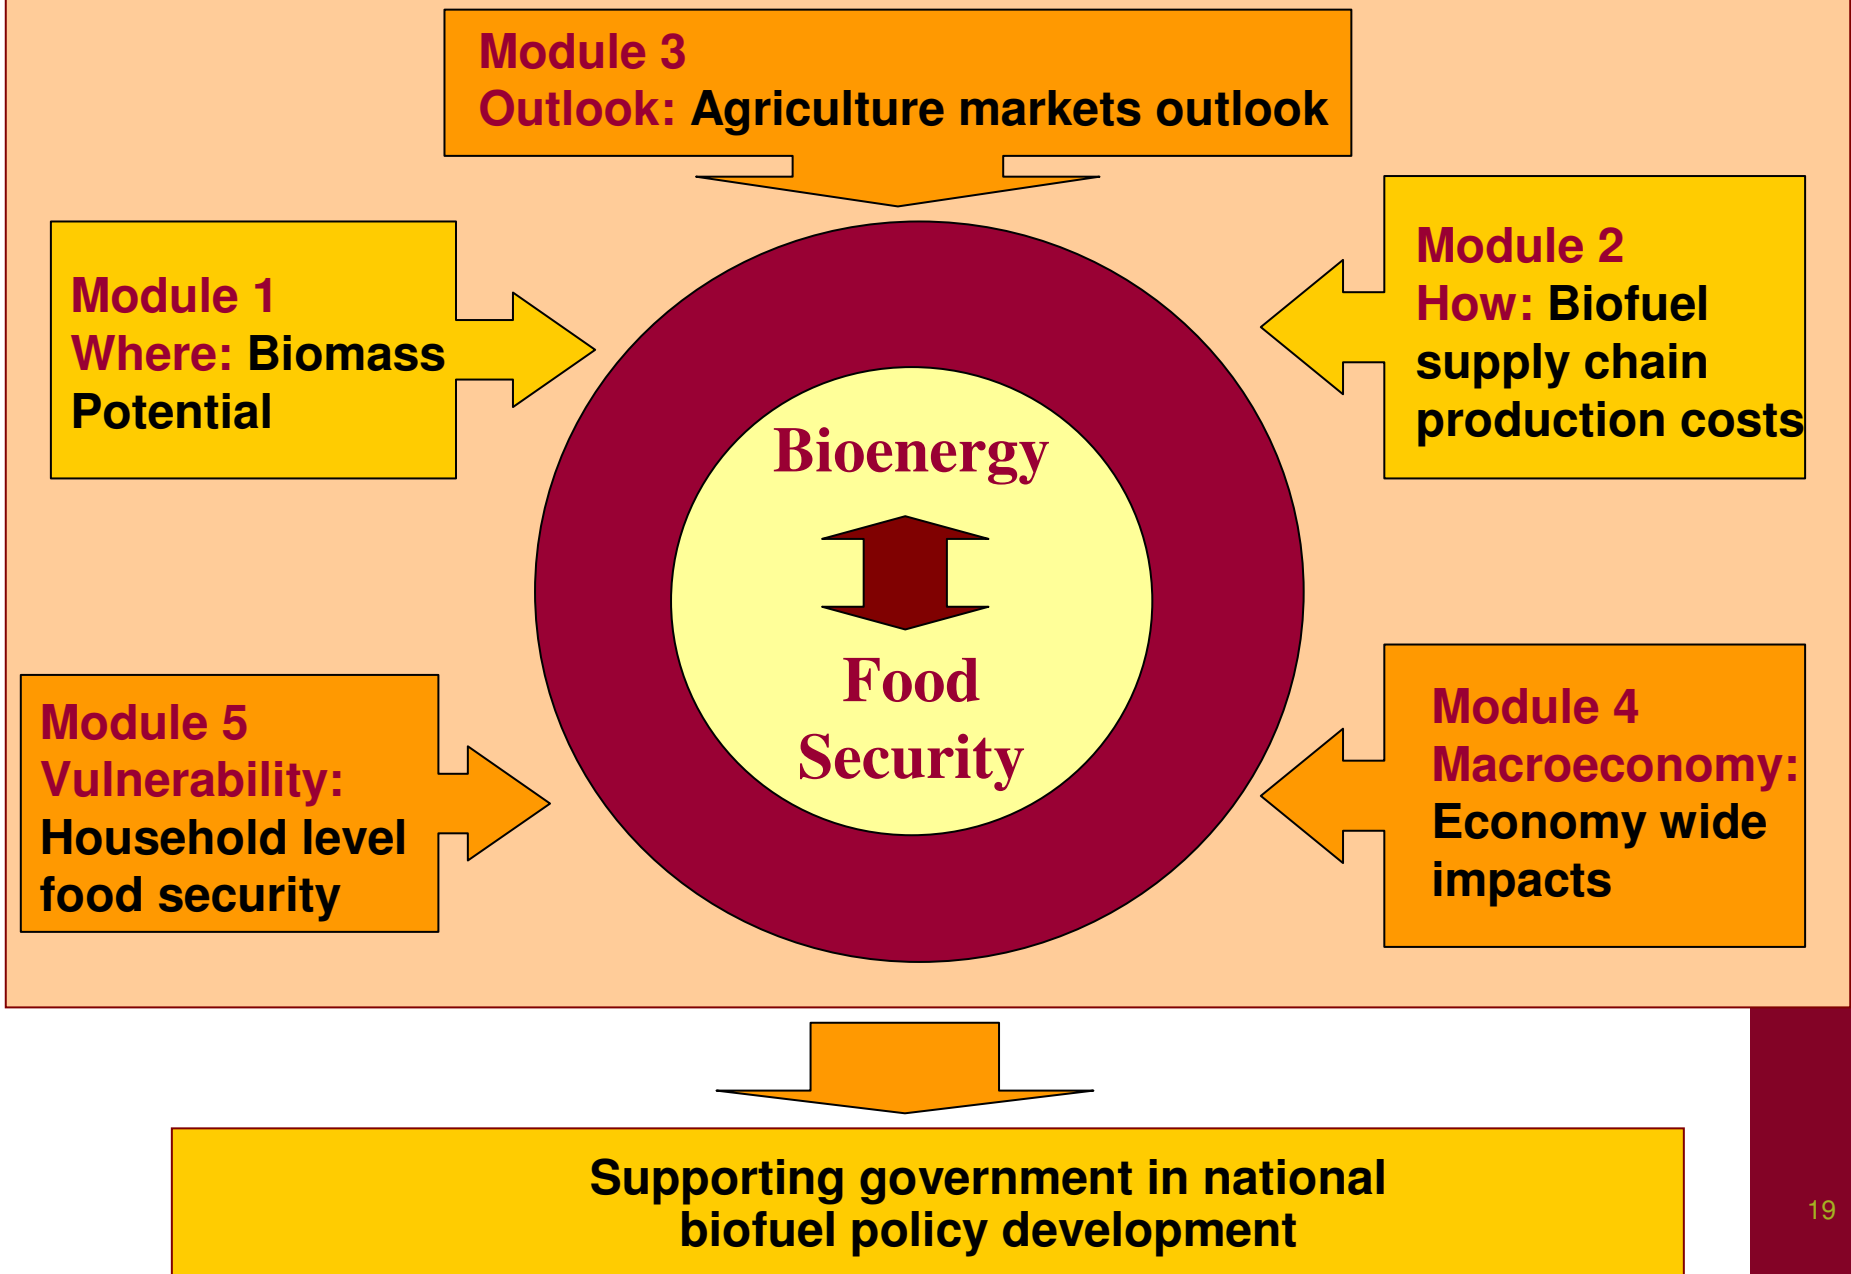 Module 3
Outlook: Agriculture markets outlook
Module 1
Where: Biomass
Potential
Module 2
How: Biofuel
supply chain
production costs
Bioenergy
Food
Security
Module 5
Vulnerability:
Household level
food security
Module 4
Macroeconomy:
Economy wide
impacts
Supporting government in national
biofuel policy development
19